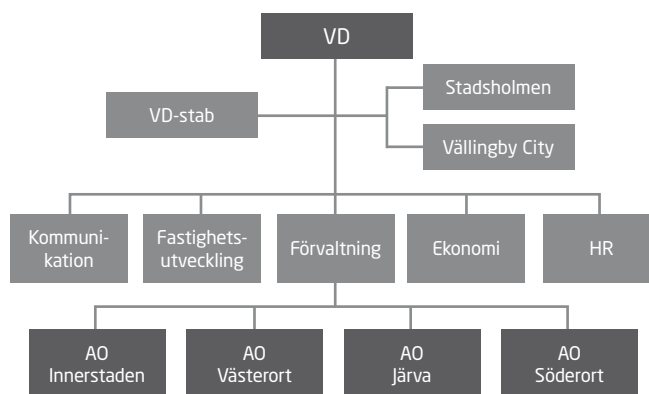 VD
VD-stab
Stadsholmen
Vällingby City
Kommuni-
kation
Fastighets-
utveckling
Förvaltning
Ekonomi
HR
AO
Innerstaden
AO
Västerort
AO
Järva
AO
Söderort